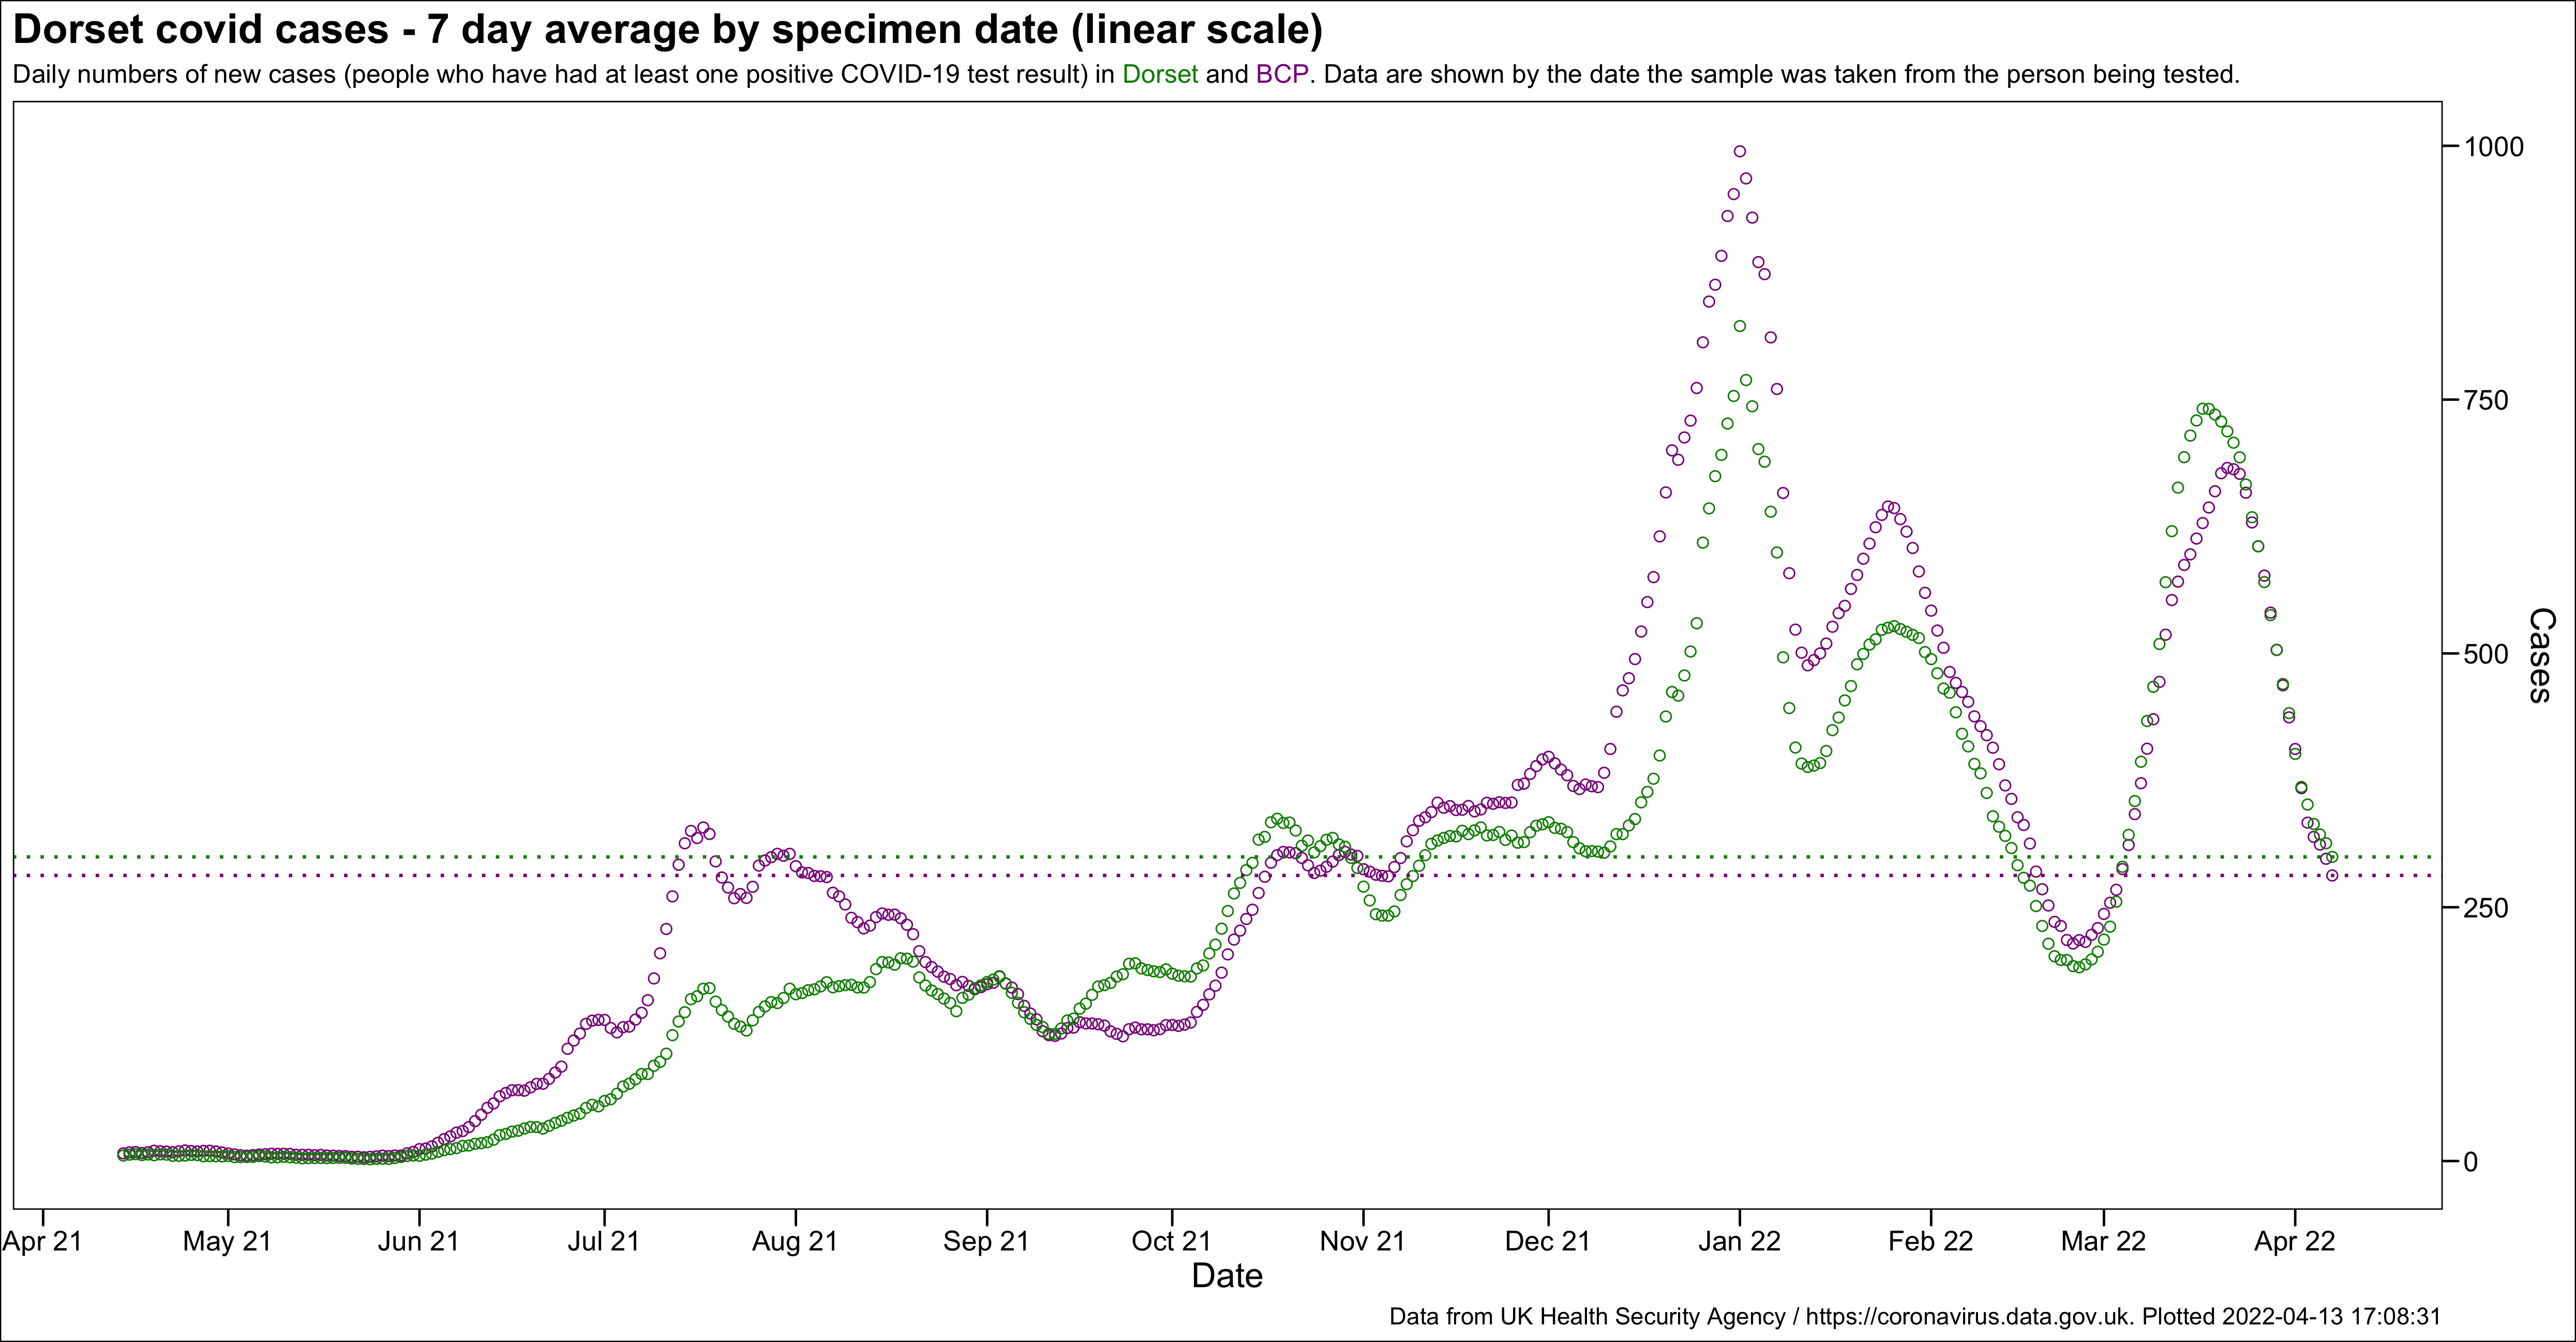 Dorset covid cases - 7 day average by specimen date (linear scale)
Daily numbers of new cases (people who have had at least one positive COVID-19 test result) in Dorset and BCP. Data are shown by the date the sample was taken from the person being tested.
1000
750
500
250
0
Cases
Apr 21 May 21 Jun 21 Jul 21 Aug 21 Sep 21 Oct 21 Nov 21 Dec 21 Jan 22 Feb 22 Mar 22 Apr 22
Date
Data from UK Health Security Agency / https://coronavirus.data.gov.uk. Plotted 2022-04-13 17:08:31